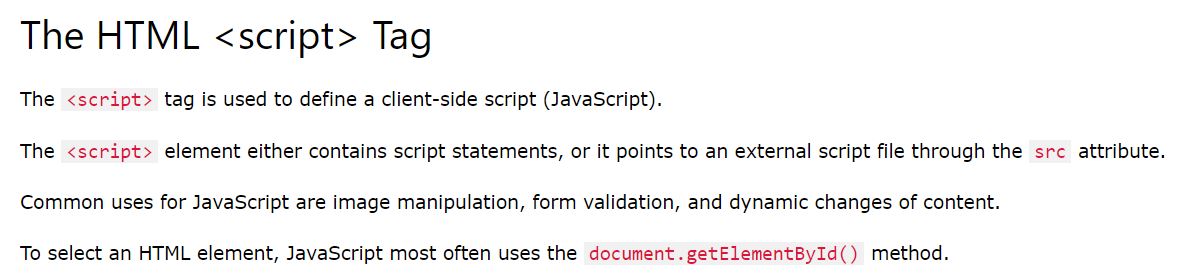 The HTML <script> Tag
The <script> tag is used to define a client-side script (JavaScript).
The <script> element either contains script statements, or it points to an external script file through the src attribute.
Common uses for JavaScript are image manipulation, form validation, and dynamic changes of content.
To select an HTML element, JavaScript most often uses the document.getElementById() method.